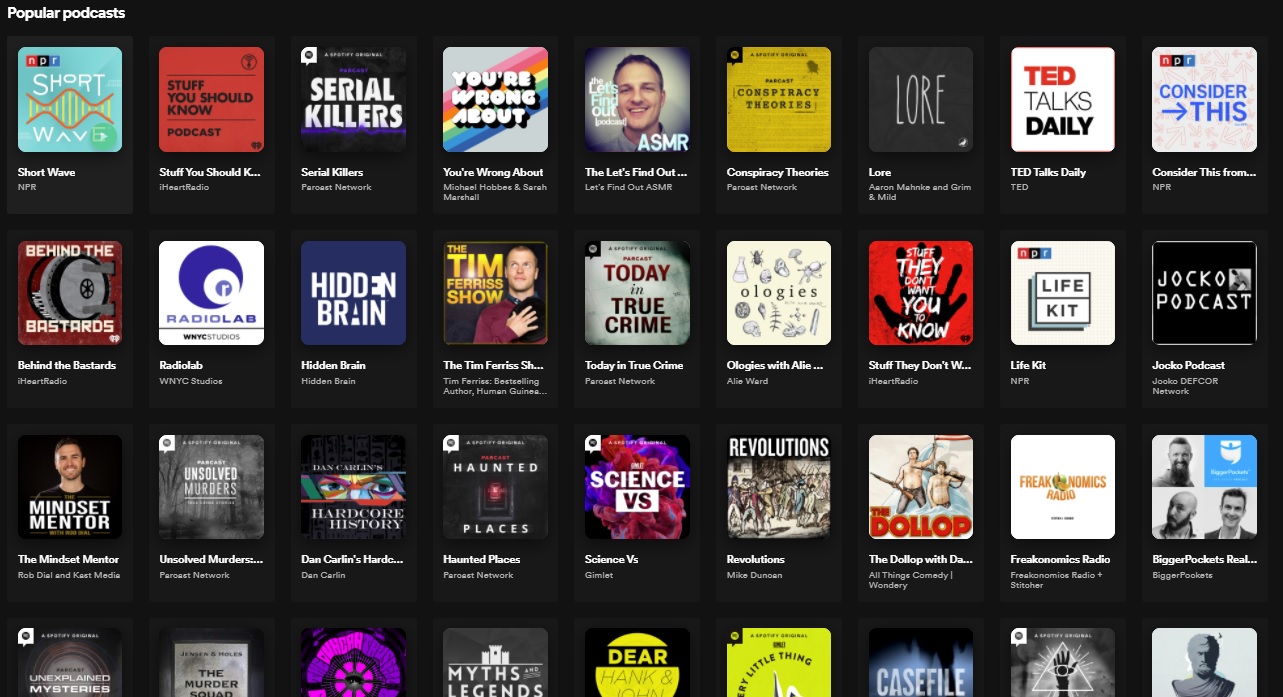 Popular podcasts
npr
SHORT
WAVE
Short Wave
NPR
STUFF
YOU SHOULD
KNOW
PODCAST
Stuff You Should K...
iHeartRadio
A SPOTIFY ORIGINAL
PARCAST
SERIAL
KILLERS
Serial Killers
Parcast Network
YOU'RE
WRONG
ABOUT
You're Wrong About
Michael Hobbes & Sarah
Marshall
the
Let's
Find
out
[podcast]
ASMR
The Let's Find Out ...
Let's Find Out ASMR
A SPOTIFY ORIGINAL
PARCAST
CONSPIRACY
THEORIES
Conspiracy Theories
Parcast Network
LORE
Lore
Aaron Mahnke and Grim
& Mild
TED
TALKS
DAILY
TED Talks Daily
TED
npr
CONSIDER
THIS
Consider This from...
NPR
BEHIND THE
BASTARDS
Behind the Bastards
iHeartRadio
r
RADIOLAB
WNYCSTUDIOS
Radiolab
WNYC Studios
HIDDEN
BRAIN
Hidden Brain
Hidden Brain
THE
TIM
FERRISS
SHOW
The Tim Ferriss Sh...
Tim Ferriss: Bestselling
Author, Human Guinea...
A SPOTIFY ORIGINAL
PARCAST
TODAY
in
TRUE
CRIME
Today in True Crime
Parcast Network
ologies
Ologies with Alie ...
Alie Ward
STUFF
THEY
DON'T
WANT
YOU
TO
KNOW
Stuff They Don't W...
iHeartRadio
npr
LIFE
KIT
Life Kit
NPR
JOCKO
PODCAST
Jocko Podcast
Jocko DEFCOR
Network
THE
MINDSET
MENTOR
WITH ROB DIAL
The Mindset Mentor
Rob Dial and Kast Media
A SPOTIFY ORIGINAL
PARCAST
UNSOLVED
MURDERS
TRUE CRIME STORIES
Unsolved Murders:...
Parcast Network
DAN CARLIN'S
HARDCORE
HISTORY
Dan Carlin's Hardc...
Dan Carlin
A SPOTIFY ORIGINAL
PARCAST
HAUNTED
PLACES
Haunted Places
Parcast Network
A SPOTIFY ORIGINAL
GIMLET
SCIENCE
VS
Science Vs
Gimlet
REVOLUTIONS
Revolutions
Mike Duncan
THE
DOLLOP
The Dollop with Da...
All Things Comedy |
Wondery
FREAKONOMICS
RADIO
Freakonomics Radio
Freakonomics Radio +
Stitcher
BiggerPockets
BiggerPockets Real...
BiggerPockets
A SPOTIFY ORIGINAL
PARCAST
UNEXPLAINED
MYSTERIES
JENSEN & HOLES
THE
MURDER
SQUAD
MYTHS AND
LEGENDS
DEAR
HANK &
JOHN
A SPOTIFY ORIGINAL
GIMLET
ERY LITTLE THING
CASEFILE
A SPOTIFY ORIGINAL